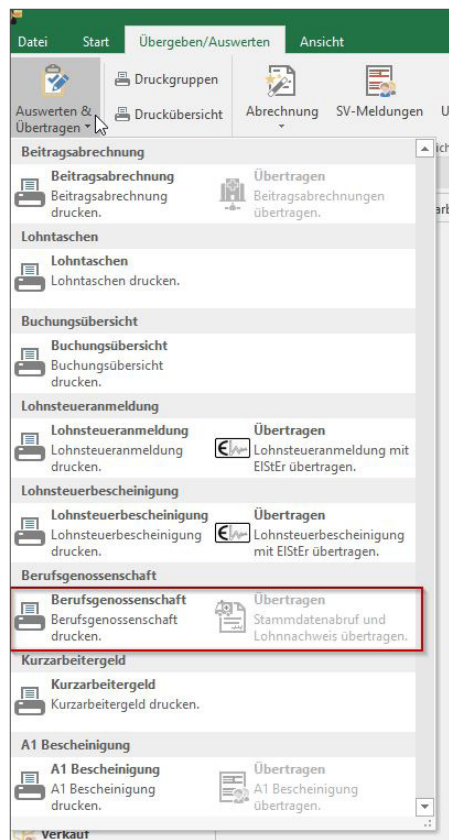 Datei Start Übergeben/Auswerten Ansicht
Druckgruppen
Auswerten & Übertragen
Druckübersicht
Abrechnung SV-Meldungen
Beitragsabrechnung
Beitragsabrechnung Übertragen
Beitragsabrechnung Beitragsabrechnungen
drucken. übertragen.
Lohntaschen
Lohntaschen
Lohntaschen drucken.
Buchungsübersicht
Buchungsübersicht
Buchungsübersicht
drucken.
Lohnsteueranmeldung
Lohnsteueranmeldung Übertragen
Lohnsteueranmeldung Lohnsteueranmeldung mit
drucken. ElStEr übertragen.
Lohnsteuerbescheinigung
Lohnsteuerbescheinigung Übertragen
Lohnsteuerbescheinigung Lohnsteuerbescheinigung
drucken. mit ElStEr übertragen.
Berufsgenossenschaft
Berufsgenossenschaft Übertragen
Berufsgenossenschaft Stammdatenabruf und
drucken. Lohnnachweis übertragen.
Kurzarbeitergeld
Kurzarbeitergeld
Kurzarbeitergeld drucken.
A1 Bescheinigung
A1 Bescheinigung Übertragen
A1 Bescheinigung A1 Bescheinigung
drucken. übertragen.
Verkauf